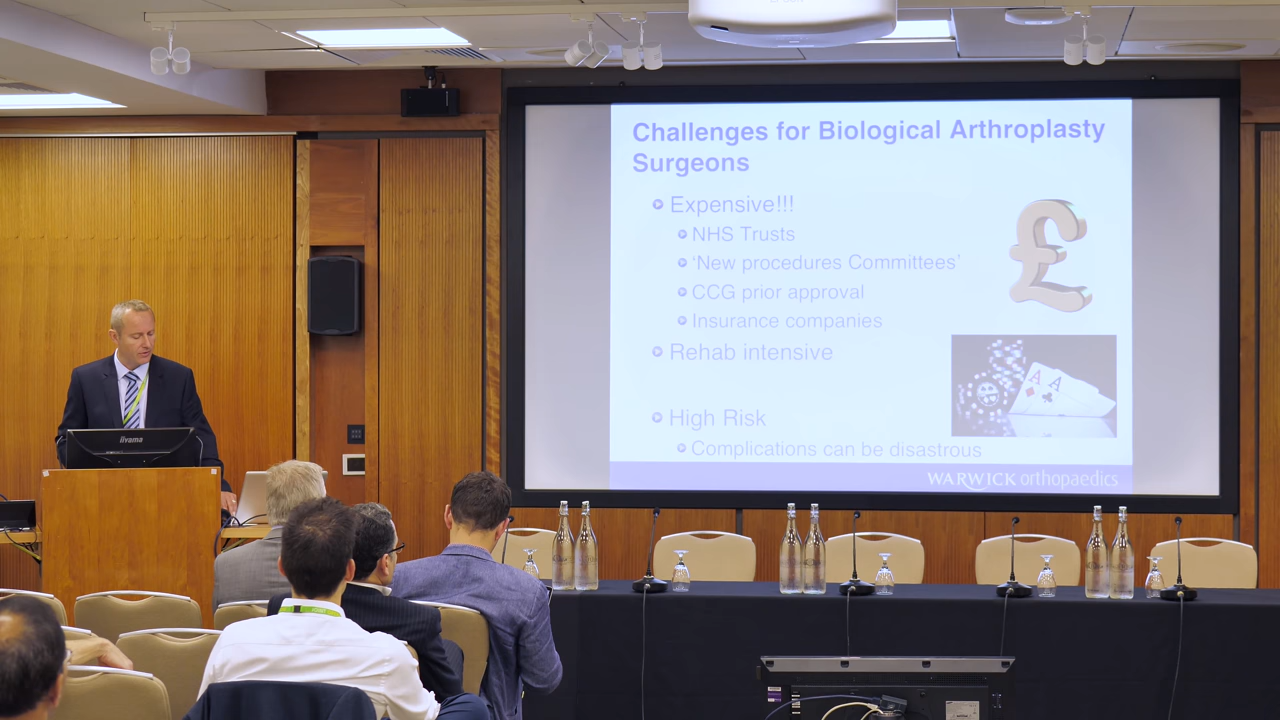 Challenges for Biological Arthroplasty
Surgeons
Expensive!!!
NHS Trusts
‘New procedures Committees’
CCG prior approval
Insurance companies
Rehab intensive
A A
High Risk
Complications can be disastrous
WARWICK orthopaedics
iiyama